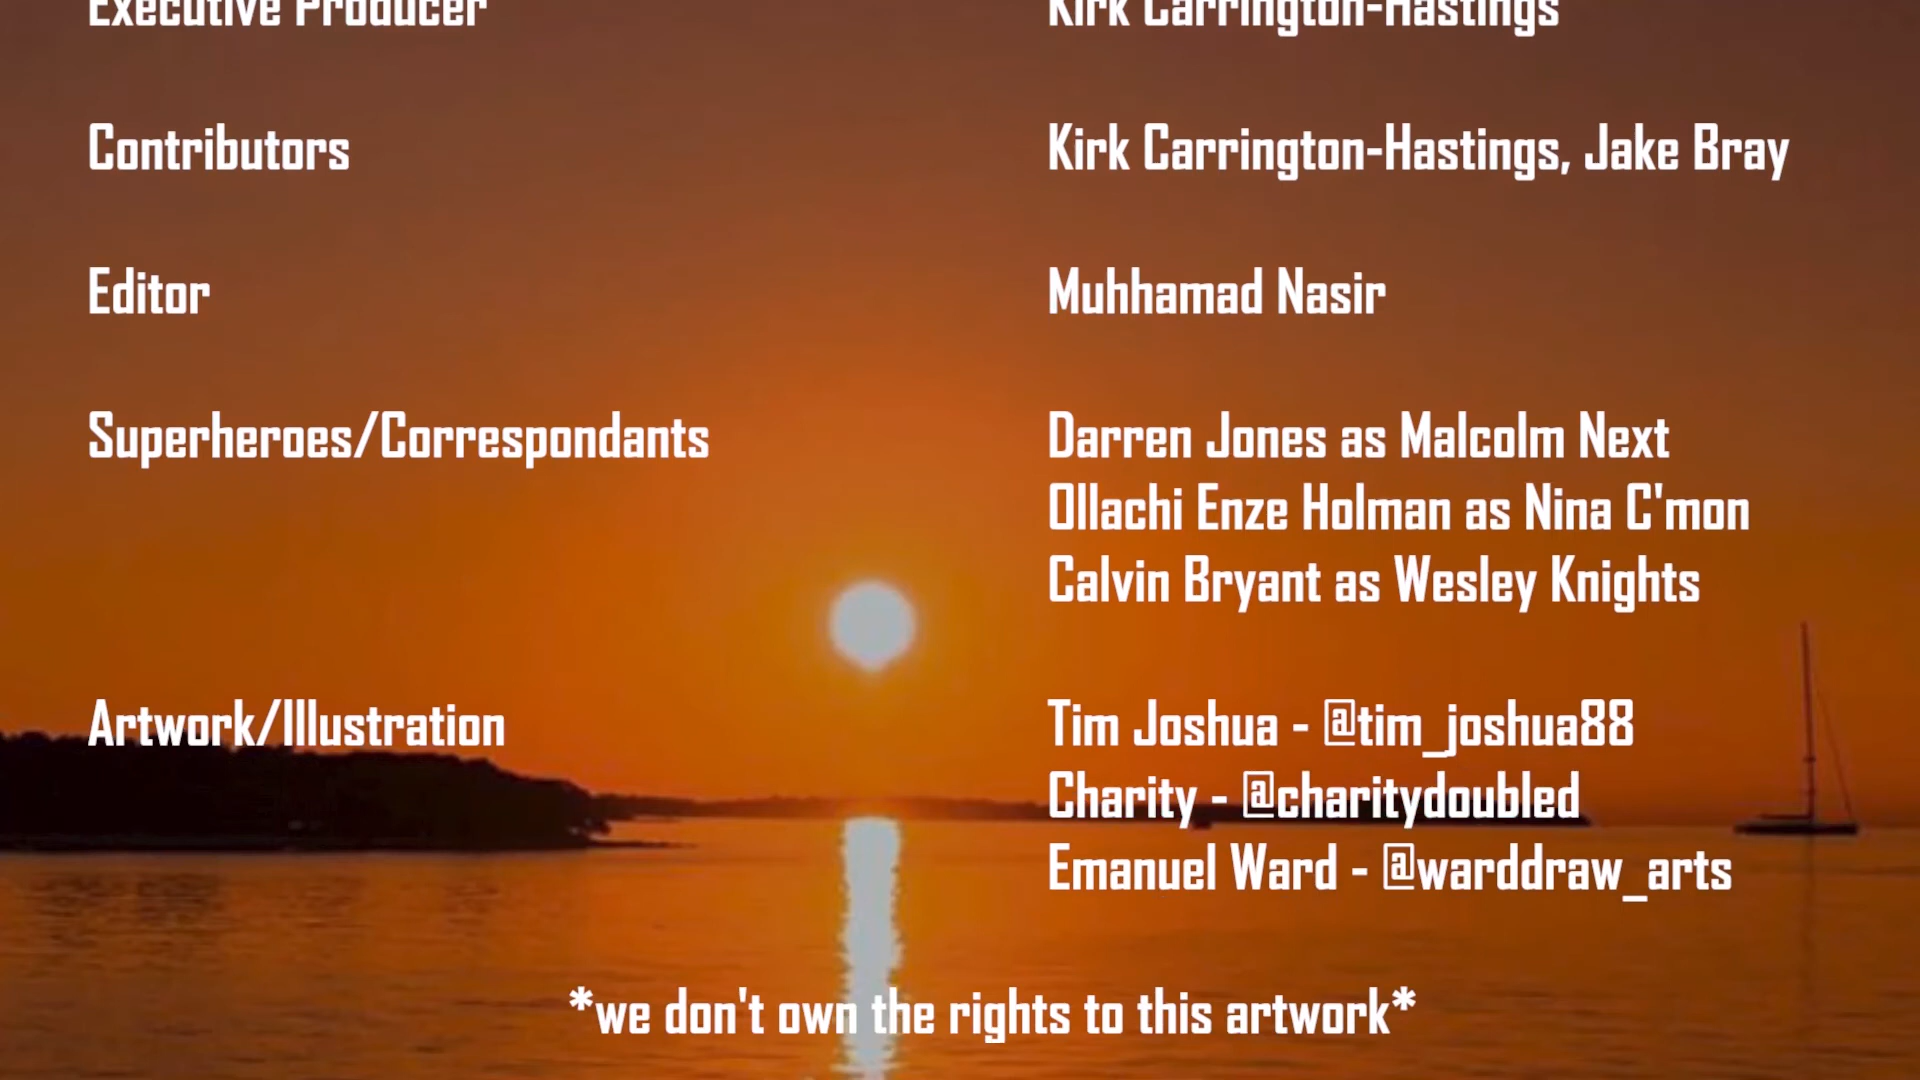 Executive Producer Kirk Carrington-Hastings
Contributors Kirk Carrington-Hastings, Jake Bray
Editor Muhhamad Nasir
Superheroes/Correspondants Darren Jones as Malcolm Next
Ollachi Enze Holman as Nina C'mon
Calvin Bryant as Wesley Knights
Artwork/Illustration Tim Joshua - @tim_joshua88
Charity - @charitydoubled
Emanuel Ward - @warddraw_arts
*we don't own the rights to this artwork*